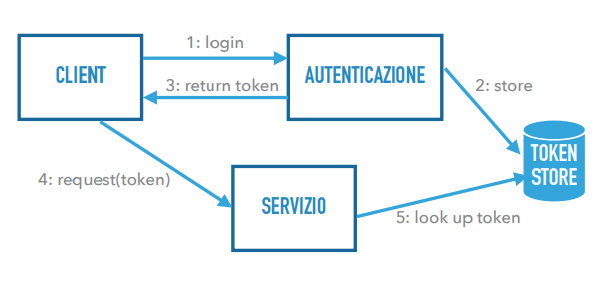 1: login
CLIENT
AUTENTICAZIONE
3: return token
2: store
TOKEN
STORE
4: request(token)
SERVIZIO
5: look up token